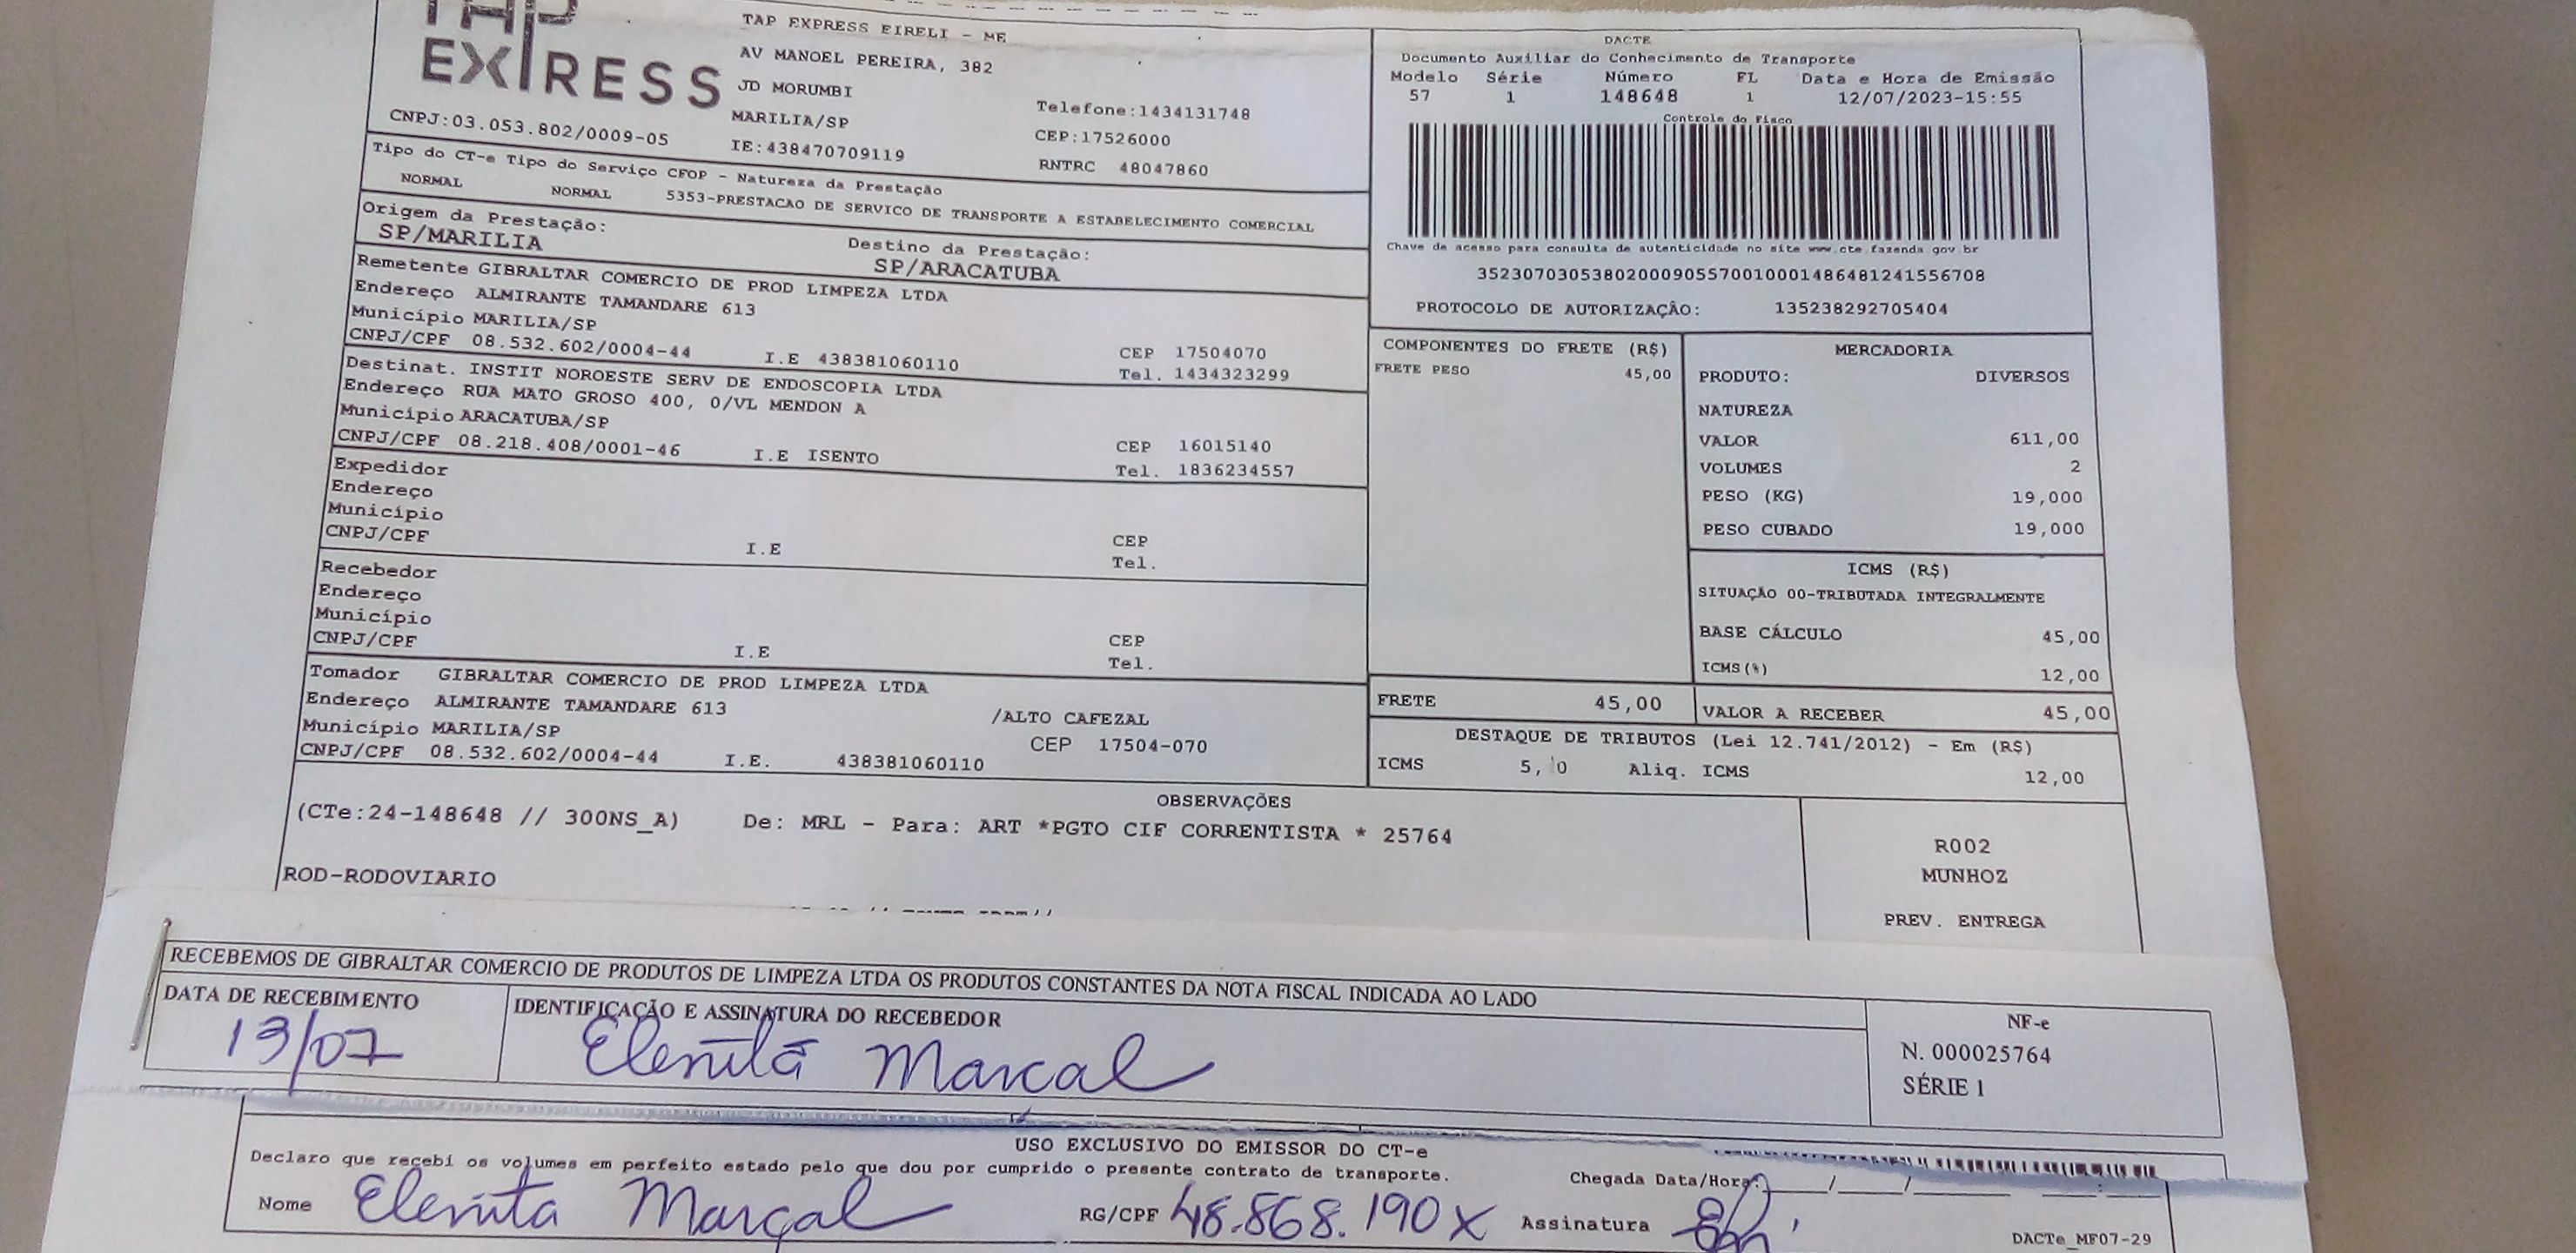 TAP
EXPRESS
TAP EXPRESS EIRELI - ME
AV MANOEL PEREIRA, 382
JD MORUMBI
MARILIA/SP
IE:438470709119
Telefone:1434131748
CEP:17526000
RNTRC 48047860
CNPJ:03.053.802/0009-05
DACTE
Documento Auxiliar do Conhecimento de Transporte
Modelo Série Número FL Data e Hora de Emissão
57 1 148648 1 12/07/2023-15:55
Controle do Fisco
Chave de acesso para consulta de autenticidade no site www.cte.fazenda gov br
35230703053802000905570010001486481241556708
PROTOCOLO DE AUTORIZAÇÃO: 135238292705404
Tipo do CT-e Tipo do Serviço CFOP - Natureza da Prestação
NORMAL NORMAL 5353-PRESTACAO DE SERVICO DE TRANSPORTE A ESTABELECIMENTO COMERCIAL
Origem da Prestação: Destino da Prestação:
SP/MARILIA SP/ARACATUBA
Remetente GIBRALTAR COMERCIO DE PROD LIMPEZA LTDA
Endereço ALMIRANTE TAMANDARE 613
Município MARILIA/SP CEP 17504070
CNPJ/CPF 08.532.602/0004-44 I.E 438381060110 Tel. 1434323299
Destinat. INSTIT NOROESTE SERV DE ENDOSCOPIA LTDA
Endereço RUA MATO GROSO 400, 0/VL MENDON A
Município ARACATUBA/SP CEP 16015140
CNPJ/CPF 08.218.408/0001-46 I.E ISENTO Tel. 1836234557
Expedidor
Endereço
Município CEP
CNPJ/CPF I.E Tel.
Recebedor
Endereço
Município CEP
CNPJ/CPF I.E Tel.
Tomador GIBRALTAR COMERCIO DE PROD LIMPEZA LTDA
Endereço ALMIRANTE TAMANDARE 613 /ALTO CAFEZAL
Município MARILIA/SP CEP 17504-070
CNPJ/CPF 08.532.602/0004-44 I.E. 438381060110
COMPONENTES DO FRETE (R$)
FRETE PESO 45,00
MERCADORIA
PRODUTO: DIVERSOS
NATUREZA
VALOR 611,00
VOLUMES 2
PESO (KG) 19,000
PESO CUBADO 19,000
ICMS (R$)
SITUAÇÃO 00-TRIBUTADA INTEGRALMENTE
BASE CÁLCULO 45,00
ICMS(%) 12,00
FRETE 45,00 VALOR A RECEBER 45,00
DESTAQUE DE TRIBUTOS (Lei 12.741/2012) - Em (R$)
ICMS Aliq. ICMS 12,00
OBSERVAÇÕES
(CTe:24-148648 // 300NS_A) De: MRL - Para: ART *PGTO CIF CORRENTISTA * 25764
ROD-RODOVIARIO
R002
MUNHOZ
PREV. ENTREGA
RECEBEMOS DE GIBRALTAR COMERCIO DE PRODUTOS DE LIMPEZA LTDA OS PRODUTOS CONSTANTES DA NOTA FISCAL INDICADA AO LADO
DATA DE RECEBIMENTO IDENTIFICAÇÃO E ASSINATURA DO RECEBEDOR
13/07 Elenita Marcal
NF-e
N. 000025764
SÉRIE 1
USO EXCLUSIVO DO EMISSOR DO CT-e
Declaro que recebi os volumes em perfeito estado pelo que dou por cumprido o presente contrato de transporte.
Chegada Data/Hora: / /  :
Nome Elenita Marçal RG/CPF 48.868.190X Assinatura
DACTe_MF07-29